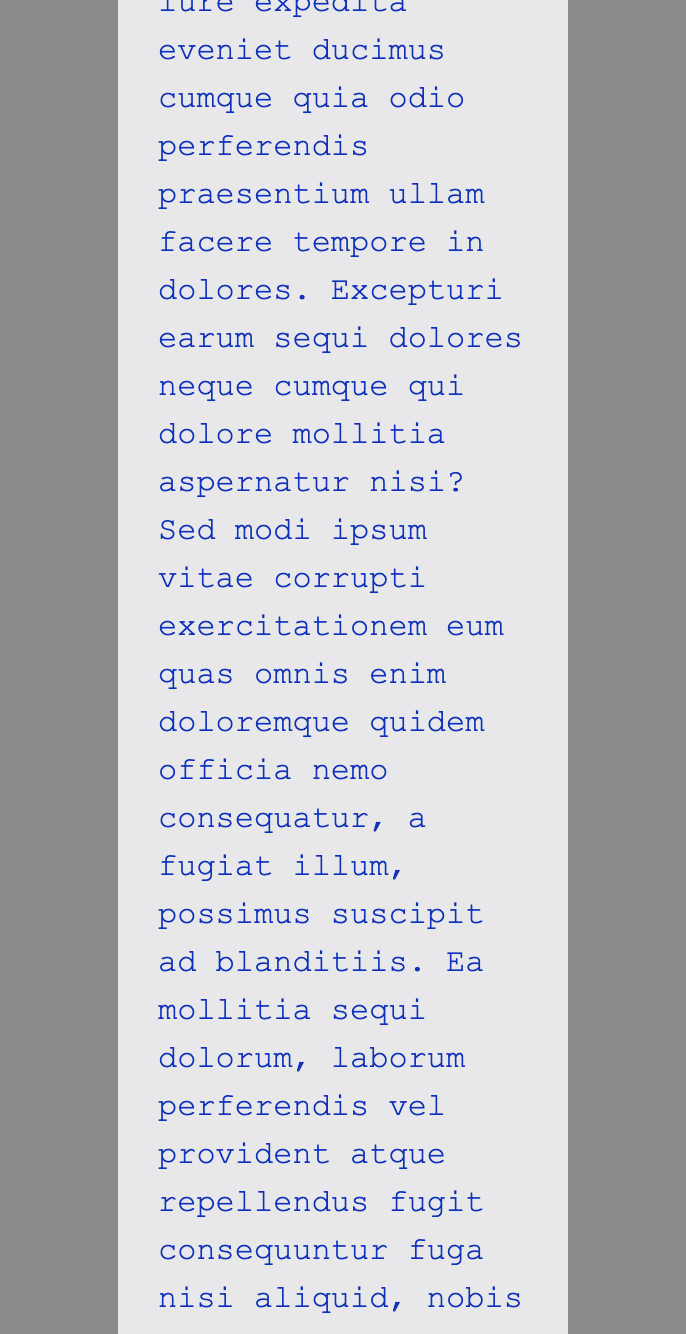 iure expedita
eveniet ducimus
cumque quia odio
perferendis
praesentium ullam
facere tempore in
dolores. Excepturi
earum sequi dolores
neque cumque qui
dolore mollitia
aspernatur nisi?
Sed modi ipsum
vitae corrupti
exercitationem eum
quas omnis enim
doloremque quidem
officia nemo
consequatur, a
fugiat illum,
possimus suscipit
ad blanditiis. Ea
mollitia sequi
dolorum, laborum
perferendis vel
provident atque
repellendus fugit
consequuntur fuga
nisi aliquid, nobis